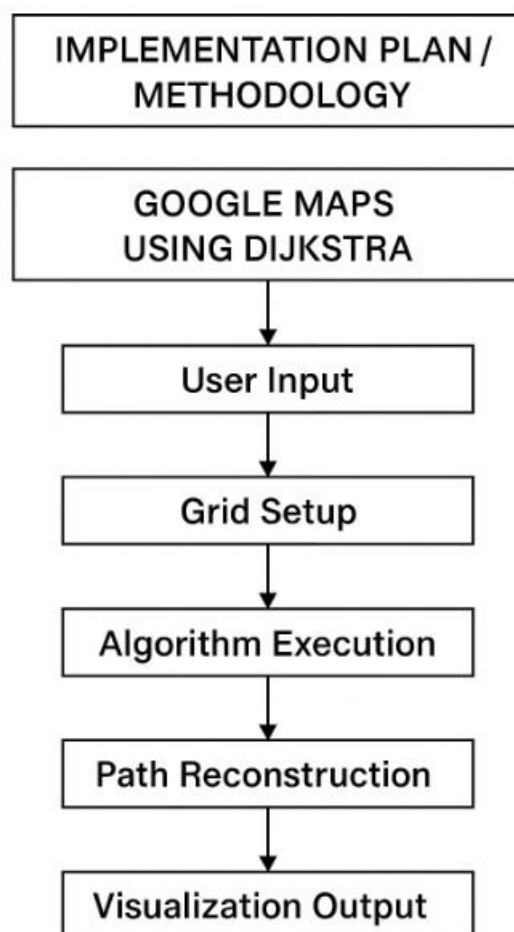 IMPLEMENTATION PLAN /
METHODOLOGY
GOOGLE MAPS
USING DIJKSTRA
User Input
Grid Setup
Algorithm Execution
Path Reconstruction
Visualization Output